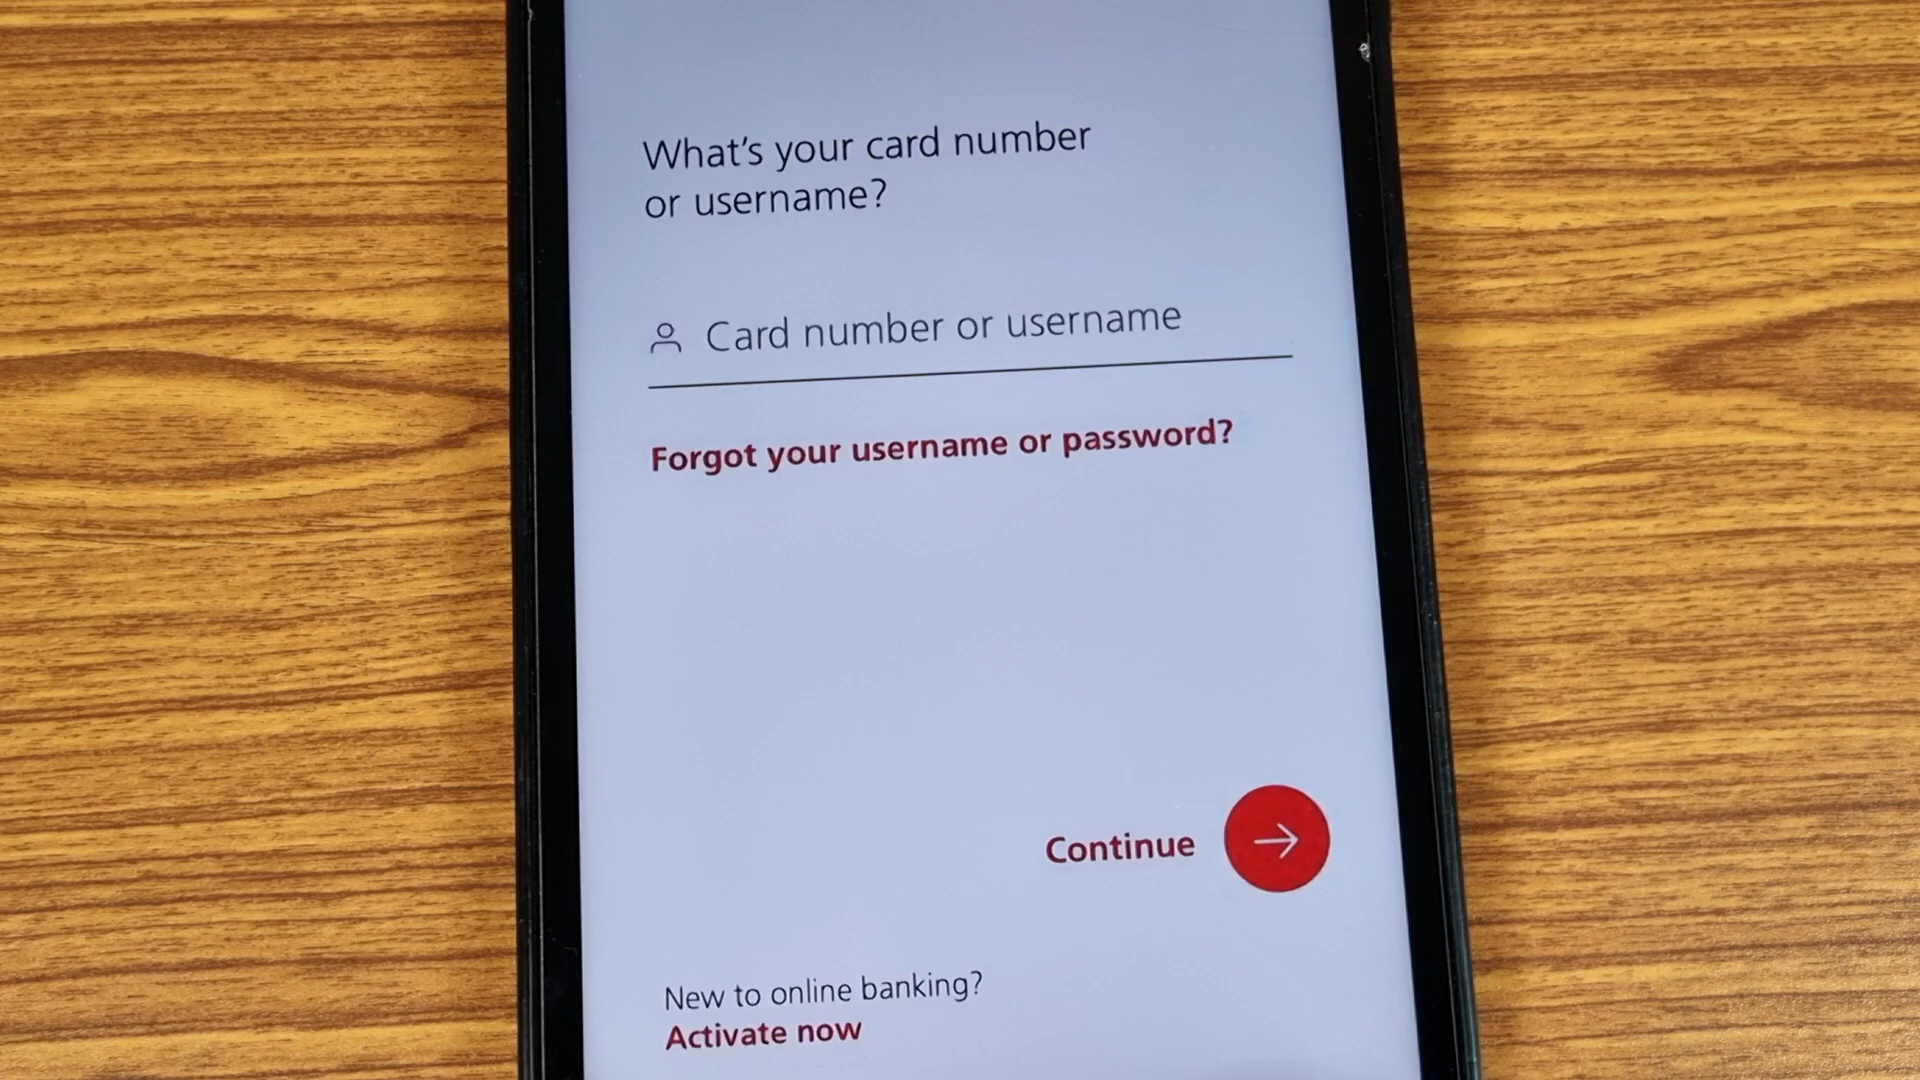 What's your card number
or username?
Card number or username
Forgot your username or password?
Continue
New to online banking?
Activate now